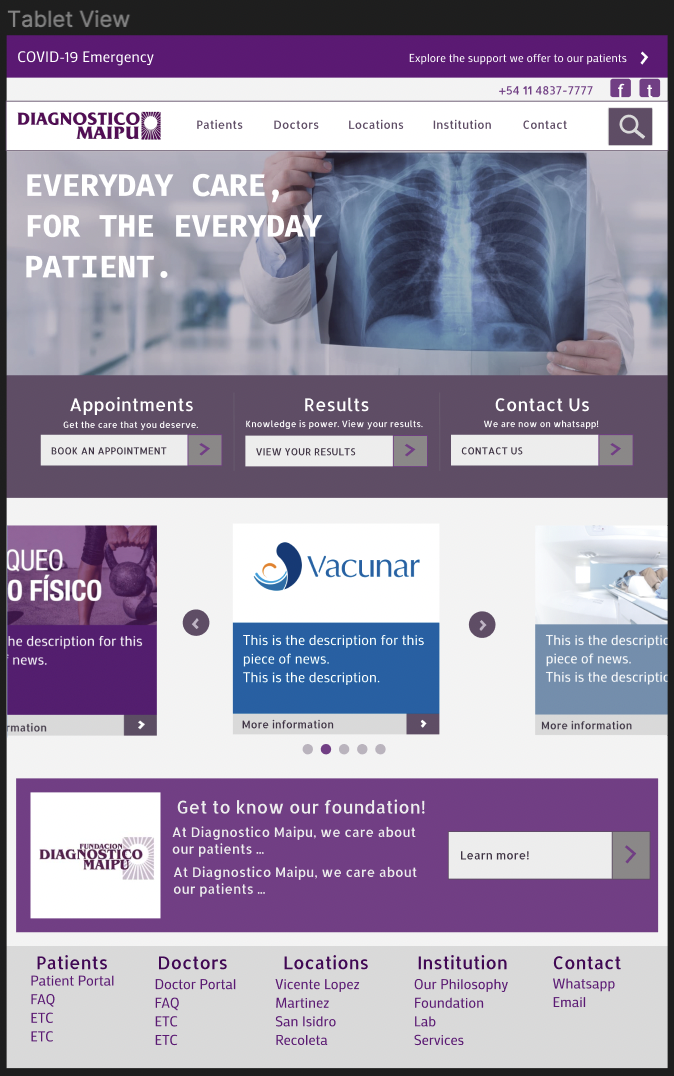 Tablet View
COVID-19 Emergency
Explore the support we offer to our patients
+54 11 4837-7777
f
t
DIAGNOSTICO
MAIPU
Patients
Doctors
Locations
Institution
Contact
EVERYDAY CARE,
FOR THE EVERYDAY
PATIENT.
Appointments
Get the care that you deserve.
BOOK AN APPOINTMENT
Results
Knowledge is power. View your results.
VIEW YOUR RESULTS
Contact Us
We are now on whatsapp!
CONTACT US
QUEO
O FÍSICO
he description for this
news.
rmation
Vacunar
This is the description for this
piece of news.
This is the description.
More information
This is the descriptic
piece of news.
This is the descriptic
More information
FUNDACION
DIAGNOSTICO
MAIPU
Get to know our foundation!
At Diagnostico Maipu, we care about
our patients ...
At Diagnostico Maipu, we care about
our patients ...
Learn more!
Patients
Patient Portal
FAQ
ETC
ETC
Doctors
Doctor Portal
FAQ
ETC
ETC
Locations
Vicente Lopez
Martinez
San Isidro
Recoleta
Institution
Our Philosophy
Foundation
Lab
Services
Contact
Whatsapp
Email